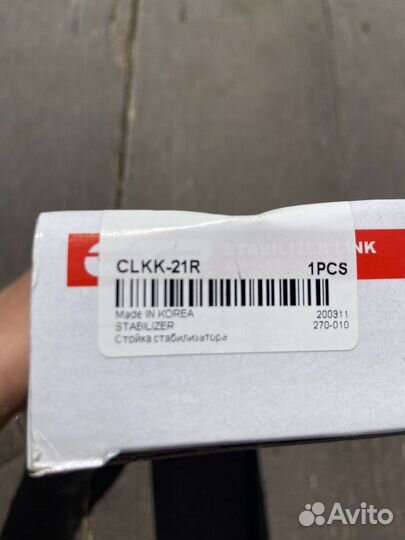 STABILIZER LINK
CLKK-21R 1PCS
Made IN KOREA 200311
STABILIZER 270-010
Стойка стабилизатора
Avito